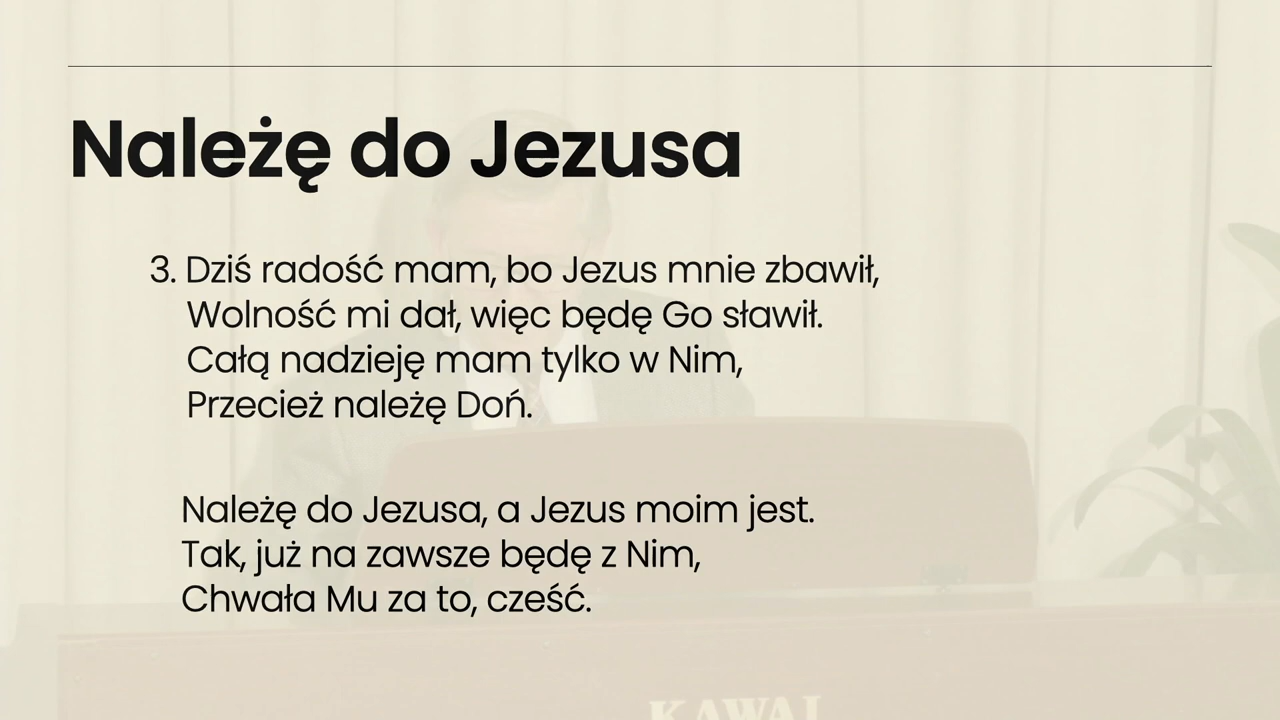 Należę do Jezusa
3. Dziś radość mam, bo Jezus mnie zbawił,
Wolność mi dał, więc będę Go sławił.
Całą nadzieję mam tylko w Nim,
Przecież należę Doń.
Należę do Jezusa, a Jezus moim jest.
Tak, już na zawsze będę z Nim,
Chwała Mu za to, cześć.
KAWAI